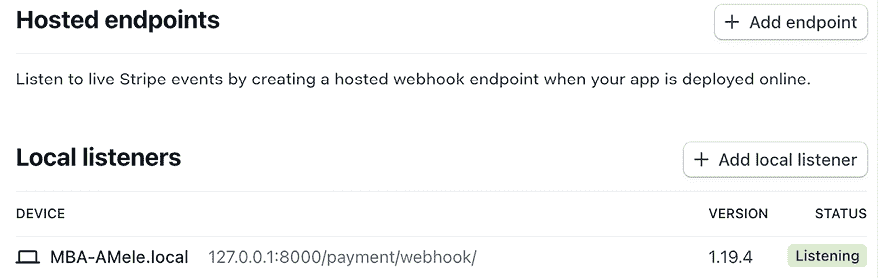 Hosted endpoints
+ Add endpoint
Listen to live Stripe events by creating a hosted webhook endpoint when your app is deployed online.
Local listeners
+ Add local listener
DEVICE VERSION STATUS
MBA-AMele.local 127.0.0.1:8000/payment/webhook/ 1.19.4 Listening